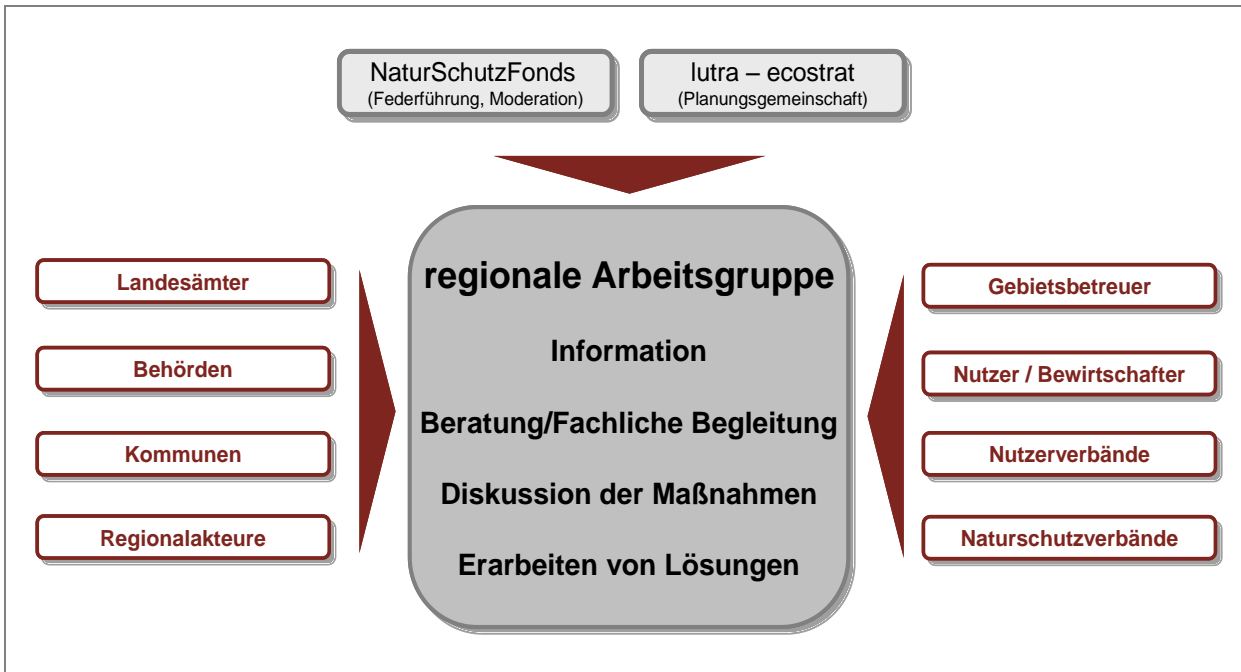 NaturSchutzFonds
(Federführung, Moderation)
lutra – ecostrat
(Planungsgemeinschaft)
Landesämter
Behörden
Kommunen
Regionalakteure
regionale Arbeitsgruppe
Information
Beratung/Fachliche Begleitung
Diskussion der Maßnahmen
Erarbeiten von Lösungen
Gebietsbetreuer
Nutzer / Bewirtschafter
Nutzerverbände
Naturschutzverbände